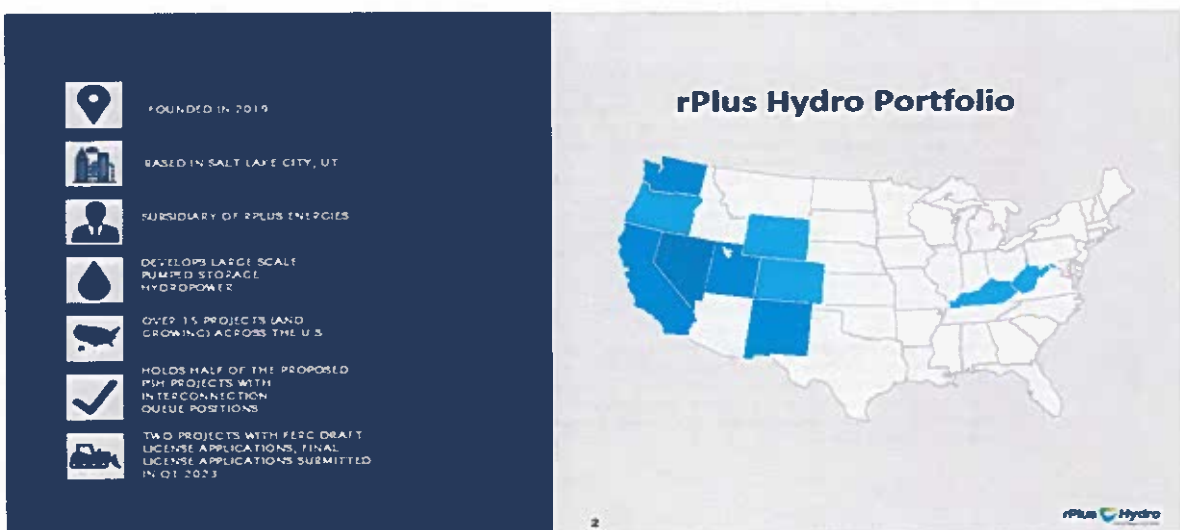 FOUNDED IN 2019
BASED IN SALT LAKE CITY, UT
SUBSIDIARY OF RPLUS ENERGIES
DEVELOPS LARGE SCALE
PUMPED STORAGE
HYDROPOWER
OVER 15 PROJECTS (AND
GROWING) ACROSS THE U.S
HOLDS HALF OF THE PROPOSED
PSH PROJECTS WITH
INTERCONNECTION
QUEUE POSITIONS
TWO PROJECTS WITH FERC DRAFT
LICENSE APPLICATIONS, FINAL
LICENSE APPLICATIONS SUBMITTED
IN Q1 2023
rPlus Hydro Portfolio
2
rPlus Hydro